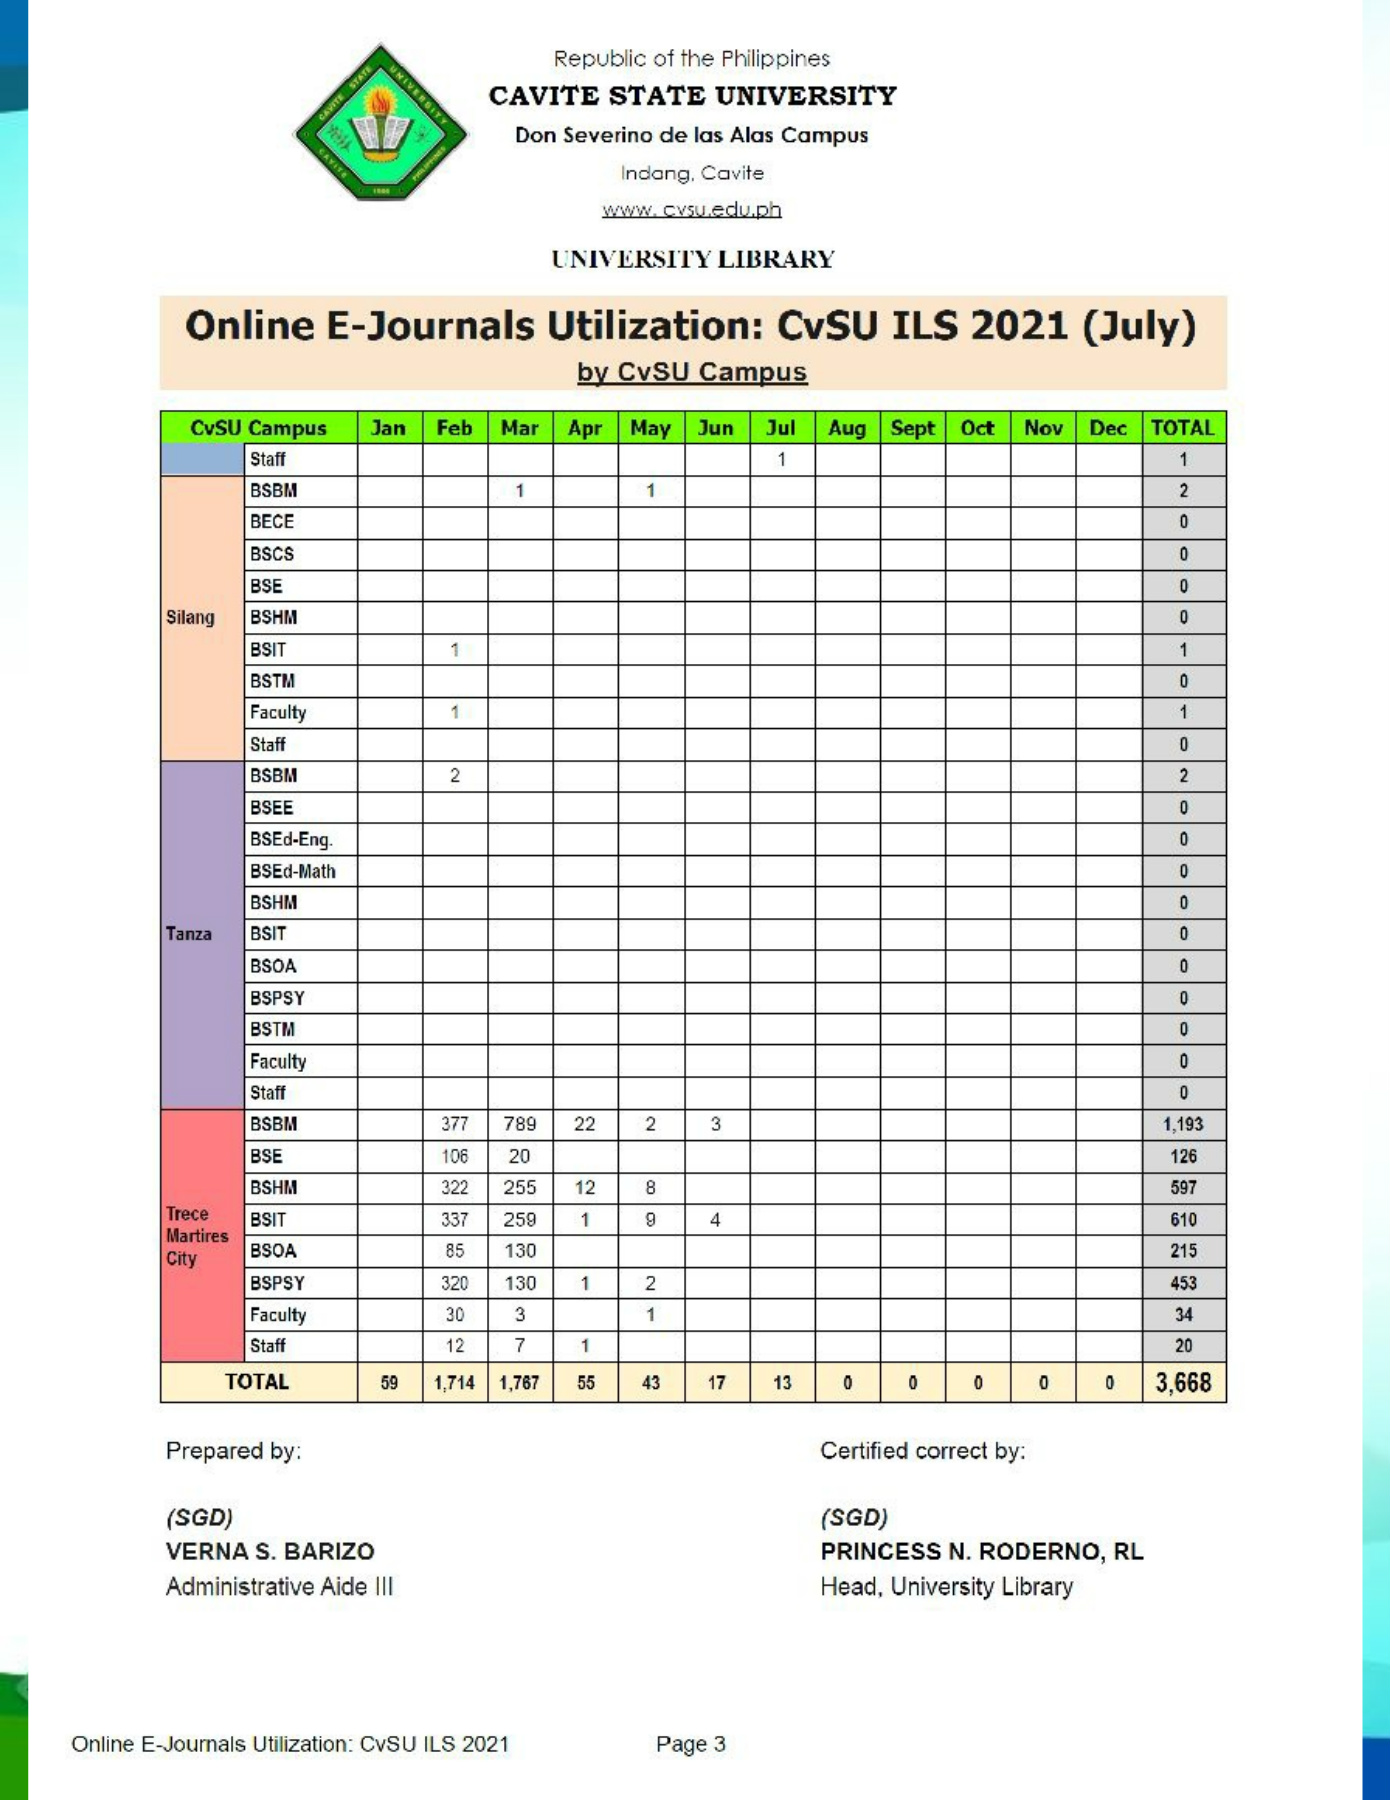 Republic of the Philippines
CAVITE STATE UNIVERSITY
Don Severino de las Alas Campus
Indang, Cavite
www. cvsu.edu.ph
UNIVERSITY LIBRARY
CAVITE STATE UNIVERSITY
CAVITE PHILIPPINES
1906
Online E-Journals Utilization: CvSU ILS 2021 (July)
by CvSU Campus
CvSU Campus Jan Feb Mar Apr May Jun Jul Aug Sept Oct Nov Dec TOTAL
Staff 1 1
Silang
BSBM 1 1 2
BECE 0
BSCS 0
BSE 0
BSHM 0
BSIT 1 1
BSTM 0
Faculty 1 1
Staff 0
Tanza
BSBM 2 2
BSEE 0
BSEd-Eng. 0
BSEd-Math 0
BSHM 0
BSIT 0
BSOA 0
BSPSY 0
BSTM 0
Faculty 0
Staff 0
Trece
Martires
City
BSBM 377 789 22 2 3 1,193
BSE 106 20 126
BSHM 322 255 12 8 597
BSIT 337 259 1 9 4 610
BSOA 85 130 215
BSPSY 320 130 1 2 453
Faculty 30 3 1 34
Staff 12 7 1 20
TOTAL 59 1,714 1,767 55 43 17 13 0 0 0 0 0 3,668
Prepared by: Certified correct by:
(SGD) (SGD)
VERNA S. BARIZO PRINCESS N. RODERNO, RL
Administrative Aide III Head, University Library
Online E-Journals Utilization: CvSU ILS 2021 Page 3